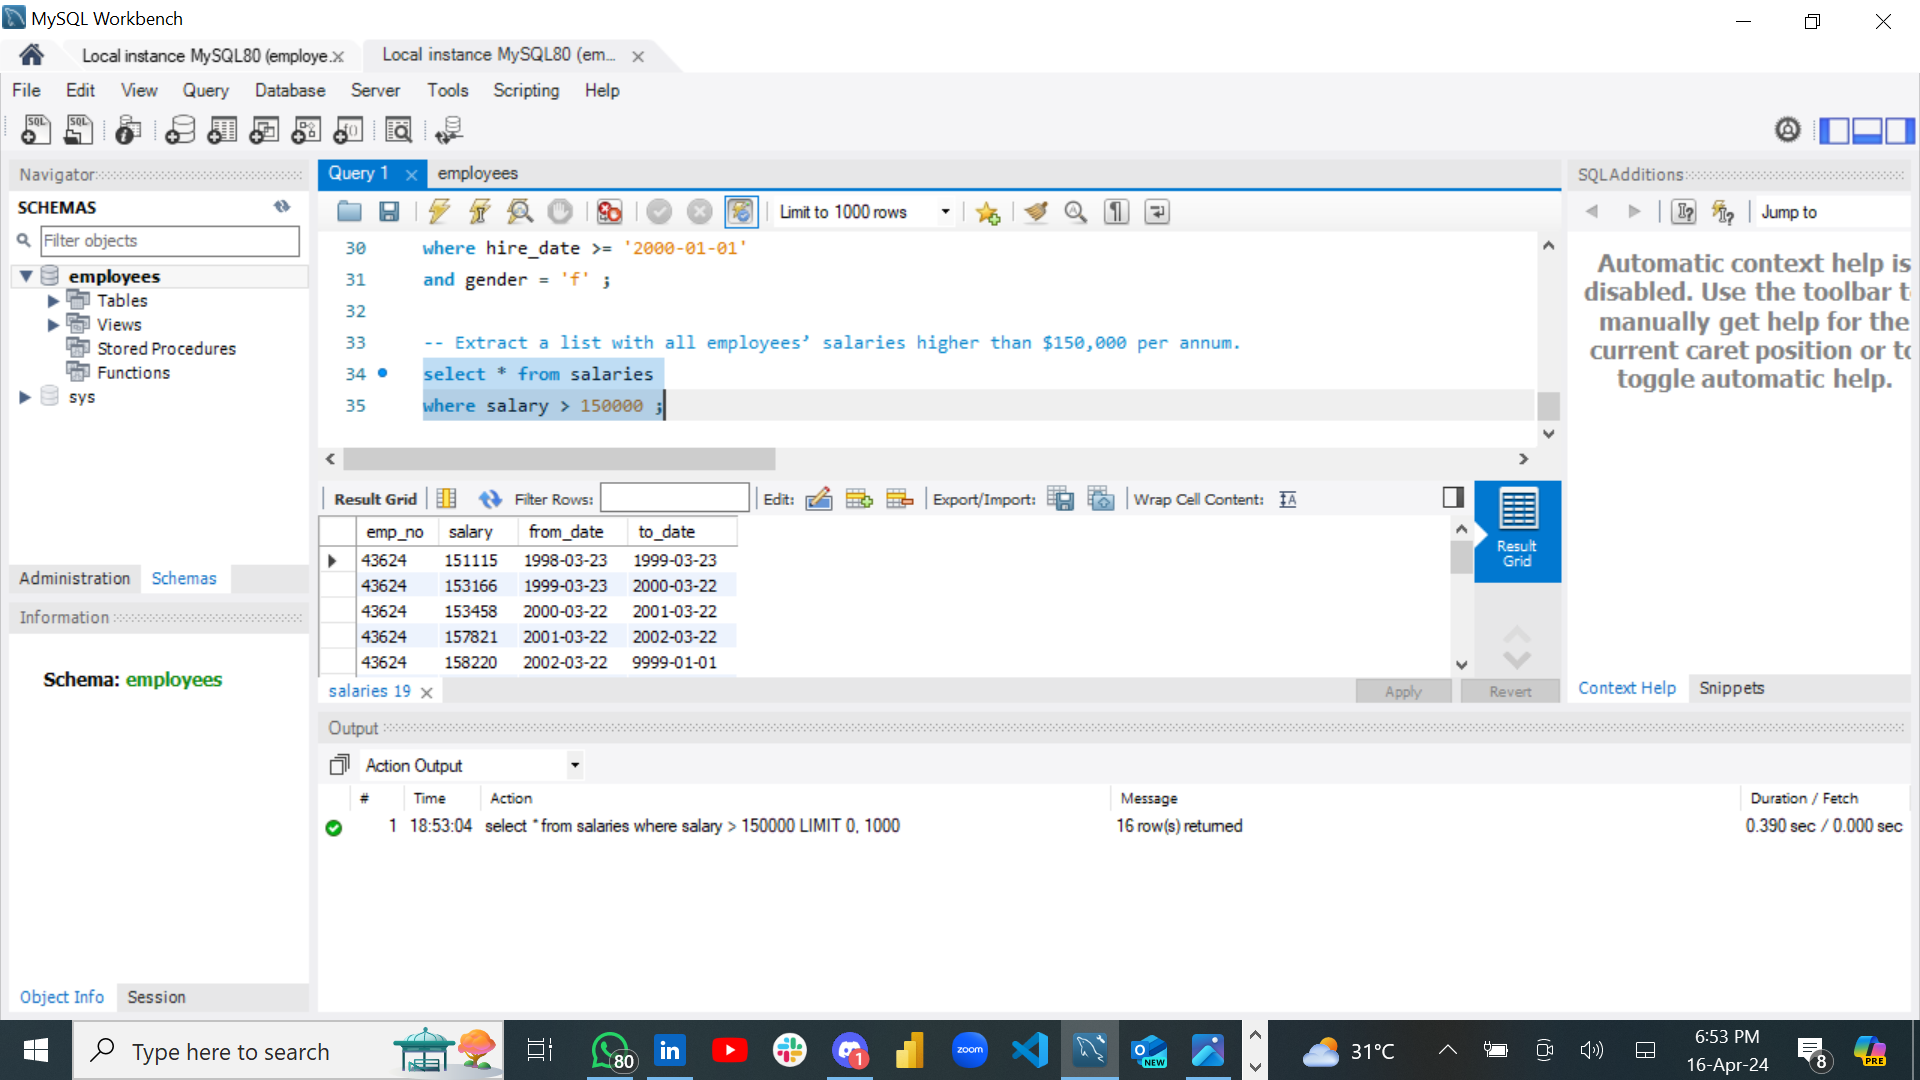 MySQL Workbench
Local instance MySQL80 (employe.x
Local instance MySQL80 (em...
File Edit View Query Database Server Tools Scripting Help
SQL SQL
Navigator
SCHEMAS
Filter objects
employees
Tables
Views
Stored Procedures
Functions
sys
Administration Schemas
Information
Schema: employees
Object Info Session
Query 1 employees
Limit to 1000 rows
30 where hire_date >= '2000-01-01'
31 and gender = 'f' ;
32
33 -- Extract a list with all employees’ salaries higher than $150,000 per annum.
34 select * from salaries
35 where salary > 150000 ;
Result Grid Filter Rows: Edit: Export/Import: Wrap Cell Content:
emp_no salary from_date to_date
43624 151115 1998-03-23 1999-03-23
43624 153166 1999-03-23 2000-03-22
43624 153458 2000-03-22 2001-03-22
43624 157821 2001-03-22 2002-03-22
43624 158220 2002-03-22 9999-01-01
Result
Grid
salaries 19
Apply Revert
SQLAdditions
Jump to
Automatic context help is
disabled. Use the toolbar t
manually get help for the
current caret position or to
toggle automatic help.
Context Help Snippets
Output
Action Output
# Time Action Message Duration / Fetch
1 18:53:04 select * from salaries where salary > 150000 LIMIT 0, 1000 16 row(s) returned 0.390 sec / 0.000 sec
Type here to search
80
in
1
zoom
NEW
31°C
6:53 PM
16-Apr-24
8
PRE